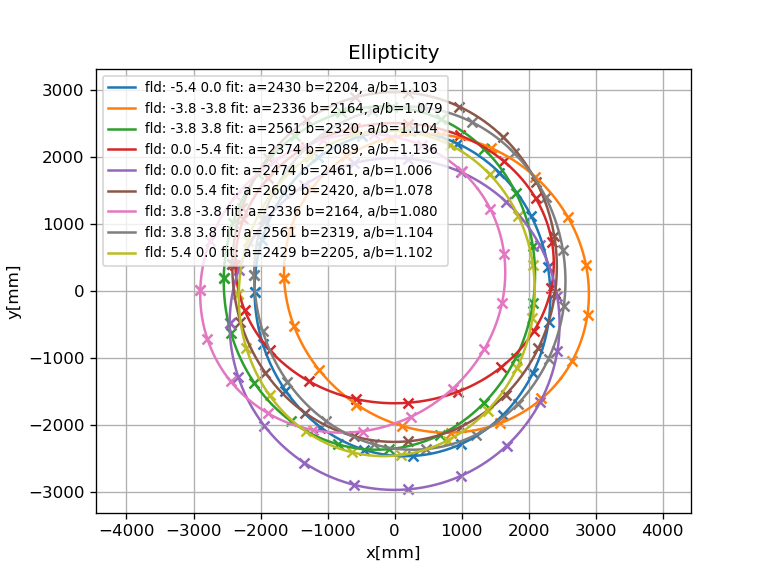 Ellipticity
fld: -5.4 0.0 fit: a=2430 b=2204, a/b=1.103
fld: -3.8 -3.8 fit: a=2336 b=2164, a/b=1.079
fld: -3.8 3.8 fit: a=2561 b=2320, a/b=1.104
fld: 0.0 -5.4 fit: a=2374 b=2089, a/b=1.136
fld: 0.0 0.0 fit: a=2474 b=2461, a/b=1.006
fld: 0.0 5.4 fit: a=2609 b=2420, a/b=1.078
fld: 3.8 -3.8 fit: a=2336 b=2164, a/b=1.080
fld: 3.8 3.8 fit: a=2561 b=2319, a/b=1.104
fld: 5.4 0.0 fit: a=2429 b=2205, a/b=1.102
3000
2000
1000
0
−1000
−2000
−3000
y[mm]
−4000 −3000 −2000 −1000 0 1000 2000 3000 4000
x[mm]